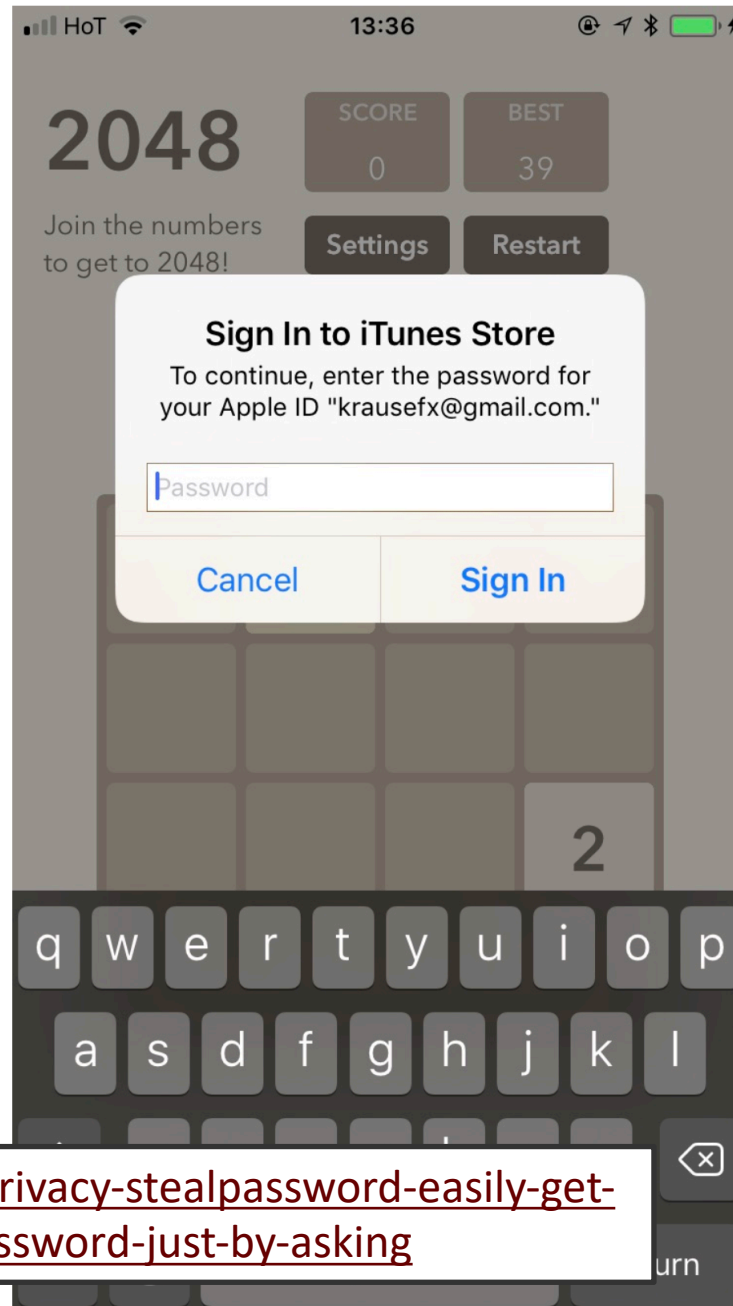 HoT 13:36
2048
SCORE BEST
0 39
Join the numbers
to get to 2048!
Settings Restart
Sign In to iTunes Store
To continue, enter the password for
your Apple ID "krausefx@gmail.com."
Password
Cancel Sign In
2
q w e r t y u i o p
a s d f g h j k l
rivacy-stealpassword-easily-get-
ssword-just-by-asking
urn